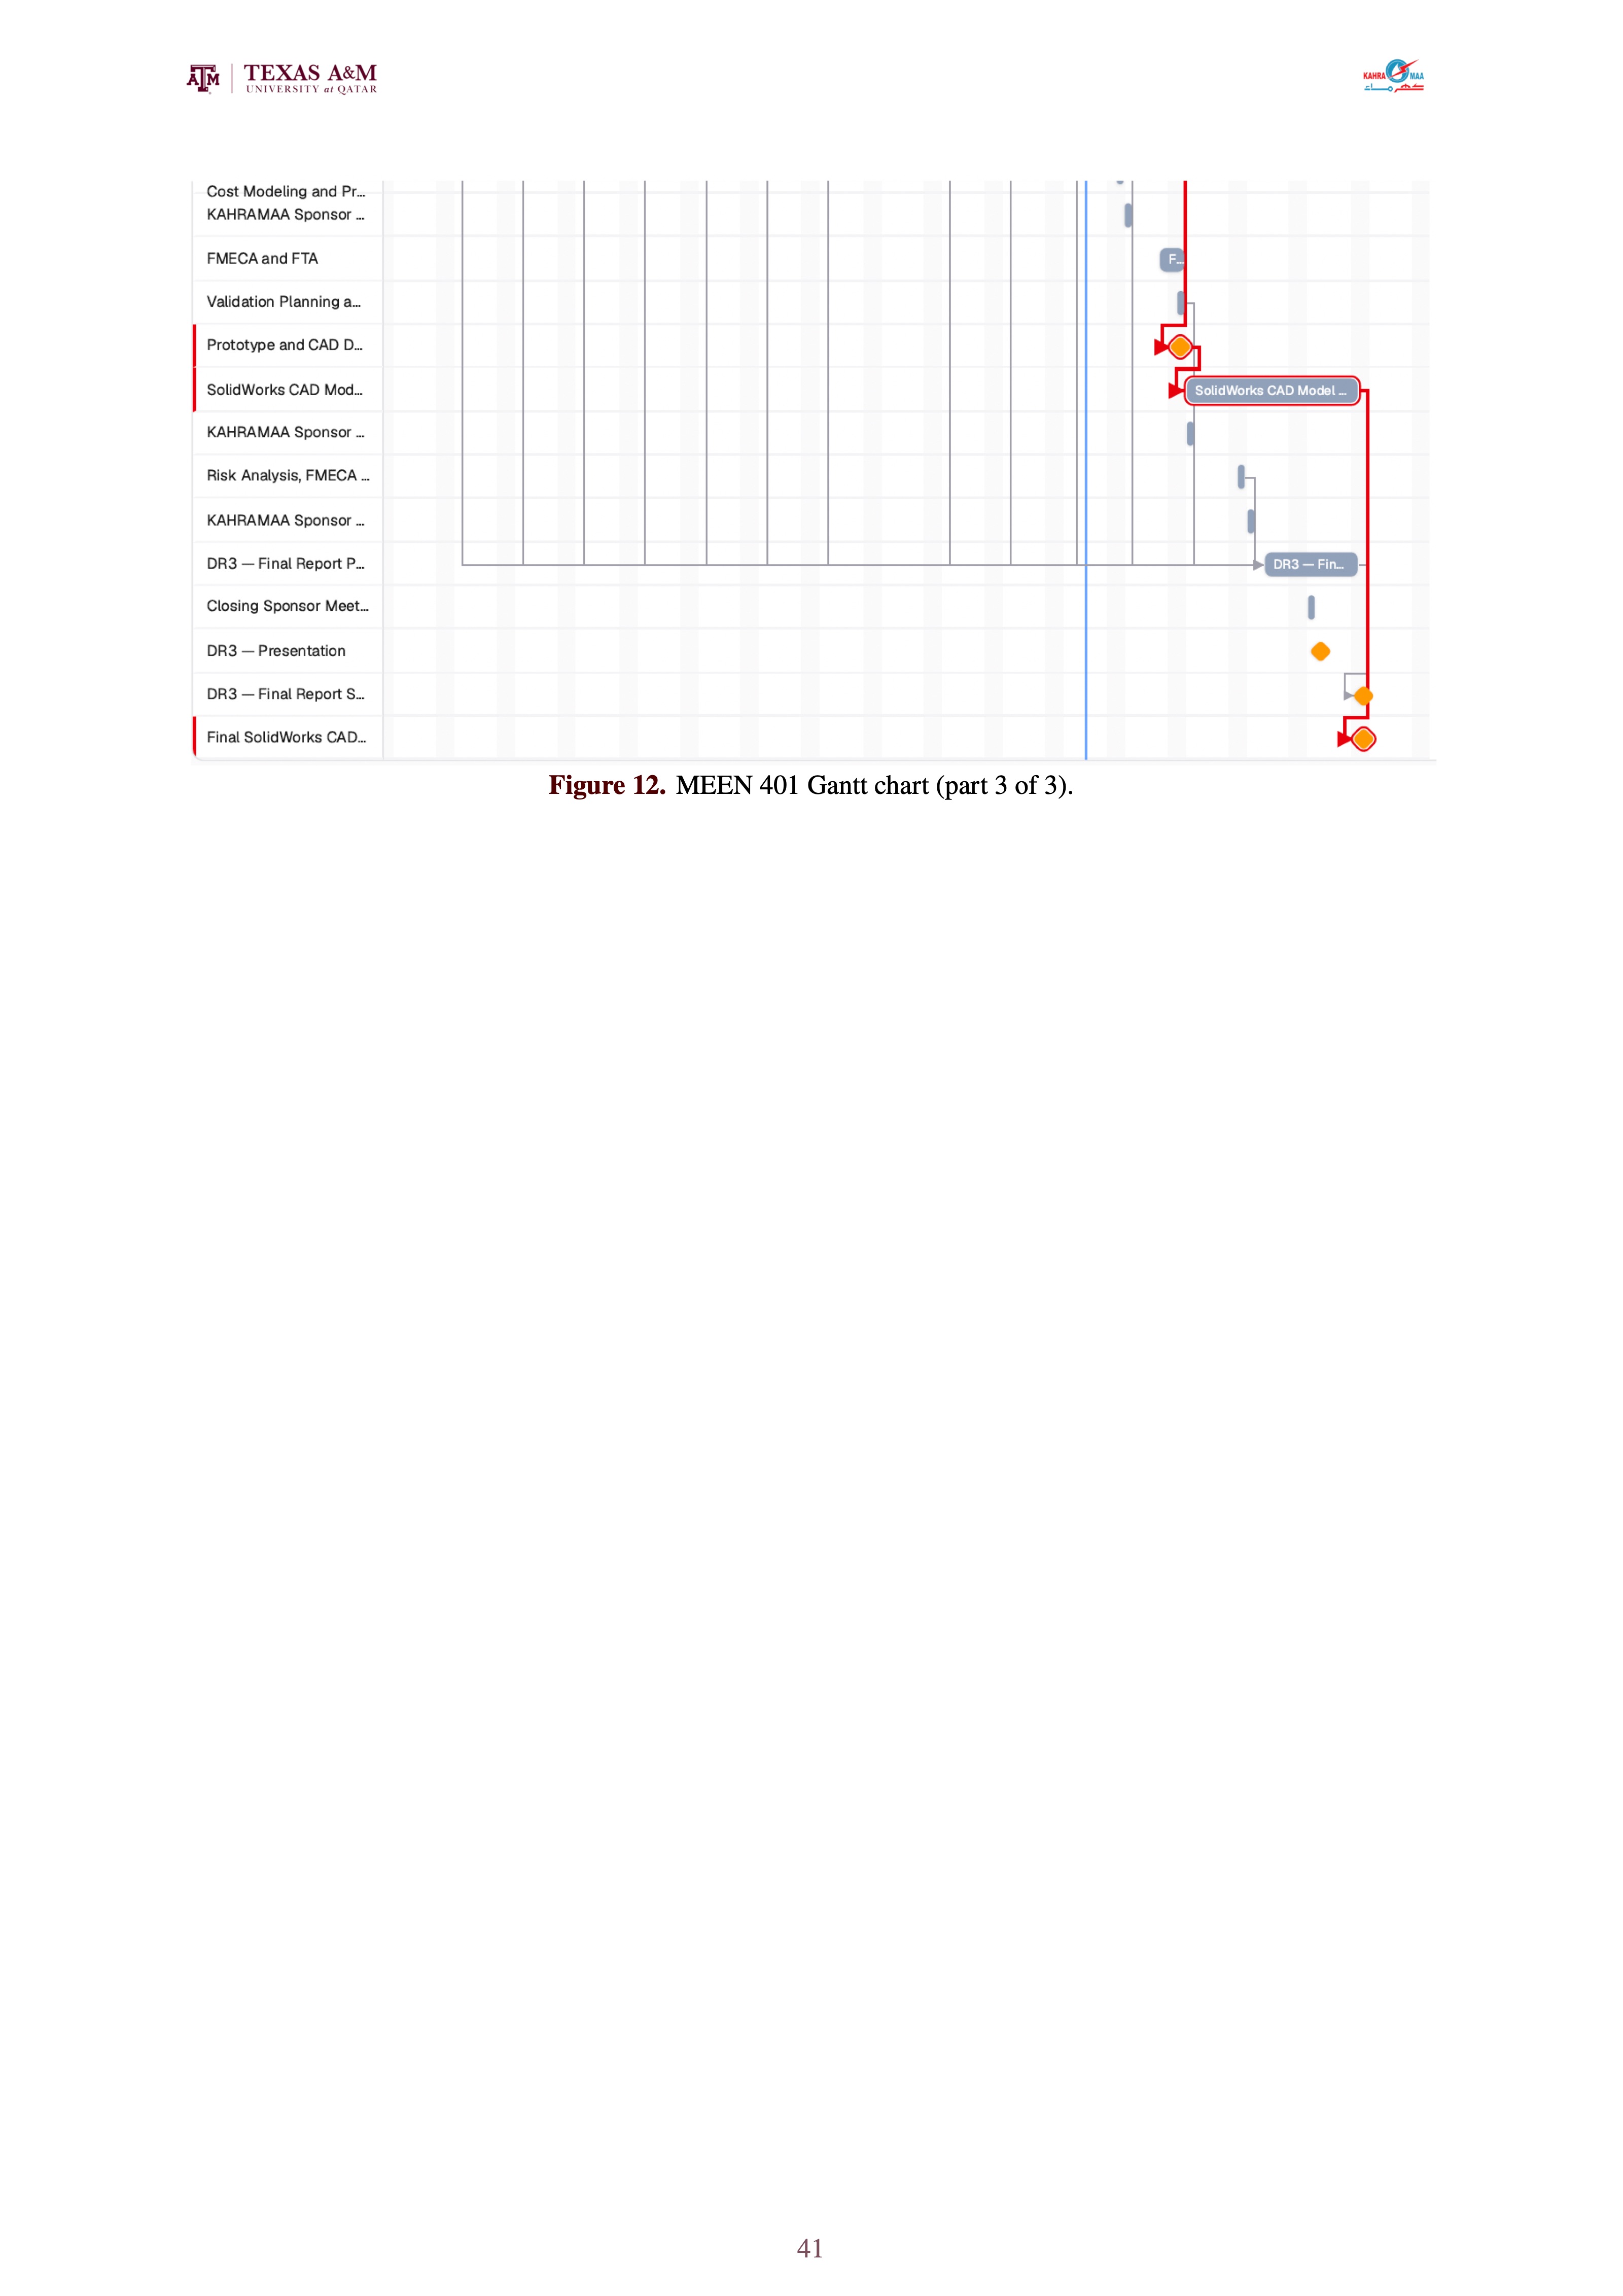 TEXAS A&M
UNIVERSITY at QATAR
KAHRA MAA
كهرماء
Cost Modeling and Pr...
KAHRAMAA Sponsor ...
FMECA and FTA
F...
Validation Planning a...
Prototype and CAD D...
SolidWorks CAD Mod...
SolidWorks CAD Model ...
KAHRAMAA Sponsor ...
Risk Analysis, FMECA ...
KAHRAMAA Sponsor ...
DR3 — Final Report P...
DR3 — Fin...
Closing Sponsor Meet...
DR3 — Presentation
DR3 — Final Report S...
Final SolidWorks CAD...
Figure 12. MEEN 401 Gantt chart (part 3 of 3).
41